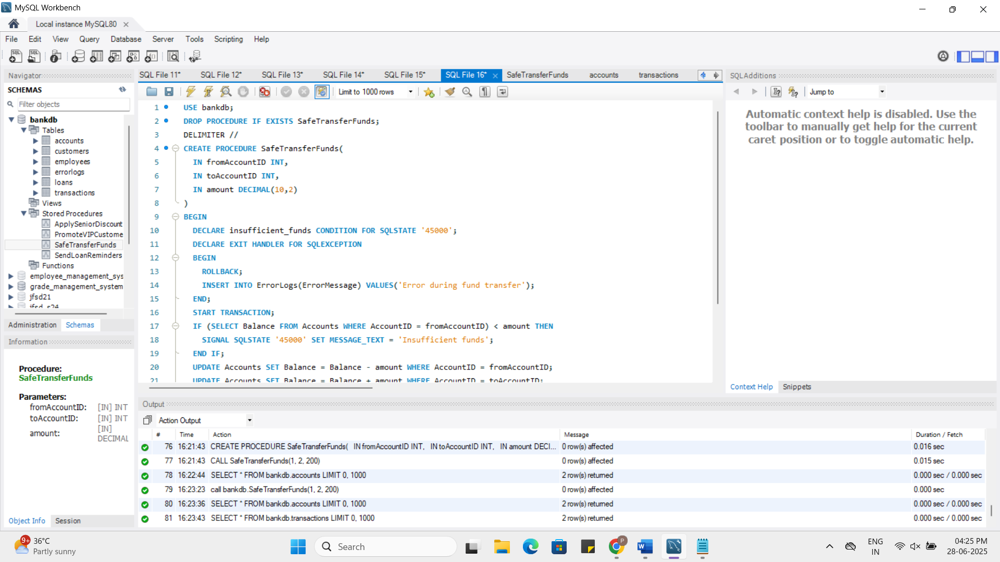 MySQL Workbench
Local instance MySQL80
File Edit View Query Database Server Tools Scripting Help
Navigator
SCHEMAS
Filter objects
bankdb
Tables
accounts
customers
employees
errorlogs
loans
transactions
Views
Stored Procedures
ApplySeniorDiscount
PromoteVIPCustome
SafeTransferFunds
SendLoanReminders
Functions
employee_management_sys
grade_management_system
jfsd21
jfsd_s24
Administration Schemas
Information
Procedure:
SafeTransferFunds
Parameters:
fromAccountID: [IN] INT
toAccountID: [IN] INT
amount: [IN]
DECIMAL
Object Info Session
SQL File 11* SQL File 12* SQL File 13* SQL File 14* SQL File 15* SQL File 16* SafeTransferFunds accounts transactions
Limit to 1000 rows
1 USE bankdb;
2 DROP PROCEDURE IF EXISTS SafeTransferFunds;
3 DELIMITER //
4 CREATE PROCEDURE SafeTransferFunds(
5 IN fromAccountID INT,
6 IN toAccountID INT,
7 IN amount DECIMAL(10,2)
8 )
9 BEGIN
10 DECLARE insufficient_funds CONDITION FOR SQLSTATE '45000';
11 DECLARE EXIT HANDLER FOR SQLEXCEPTION
12 BEGIN
13 ROLLBACK;
14 INSERT INTO ErrorLogs(ErrorMessage) VALUES('Error during fund transfer');
15 END;
16 START TRANSACTION;
17 IF (SELECT Balance FROM Accounts WHERE AccountID = fromAccountID) < amount THEN
18 SIGNAL SQLSTATE '45000' SET MESSAGE_TEXT = 'Insufficient funds';
19 END IF;
20 UPDATE Accounts SET Balance = Balance - amount WHERE AccountID = fromAccountID;
21 UPDATE Accounts SET Balance = Balance + amount WHERE AccountID = toAccountID;
SQLAdditions
Jump to
Automatic context help is disabled. Use the
toolbar to manually get help for the current
caret position or to toggle automatic help.
Context Help Snippets
Output
Action Output
# Time Action Message Duration / Fetch
76 16:21:43 CREATE PROCEDURE SafeTransferFunds( IN fromAccountID INT, IN toAccountID INT, IN amount DECI... 0 row(s) affected 0.016 sec
77 16:21:43 CALL SafeTransferFunds(1, 2, 200) 0 row(s) affected 0.015 sec
78 16:22:44 SELECT * FROM bankdb.accounts LIMIT 0, 1000 2 row(s) returned 0.000 sec / 0.000 sec
79 16:23:23 call bankdb.SafeTransferFunds(1, 2, 200) 0 row(s) affected 0.000 sec
80 16:23:36 SELECT * FROM bankdb.accounts LIMIT 0, 1000 2 row(s) returned 0.000 sec / 0.000 sec
81 16:23:43 SELECT * FROM bankdb.transactions LIMIT 0, 1000 2 row(s) returned 0.000 sec / 0.000 sec
9+
36°C
Partly sunny
Search
ENG
IN
04:25 PM
28-06-2025